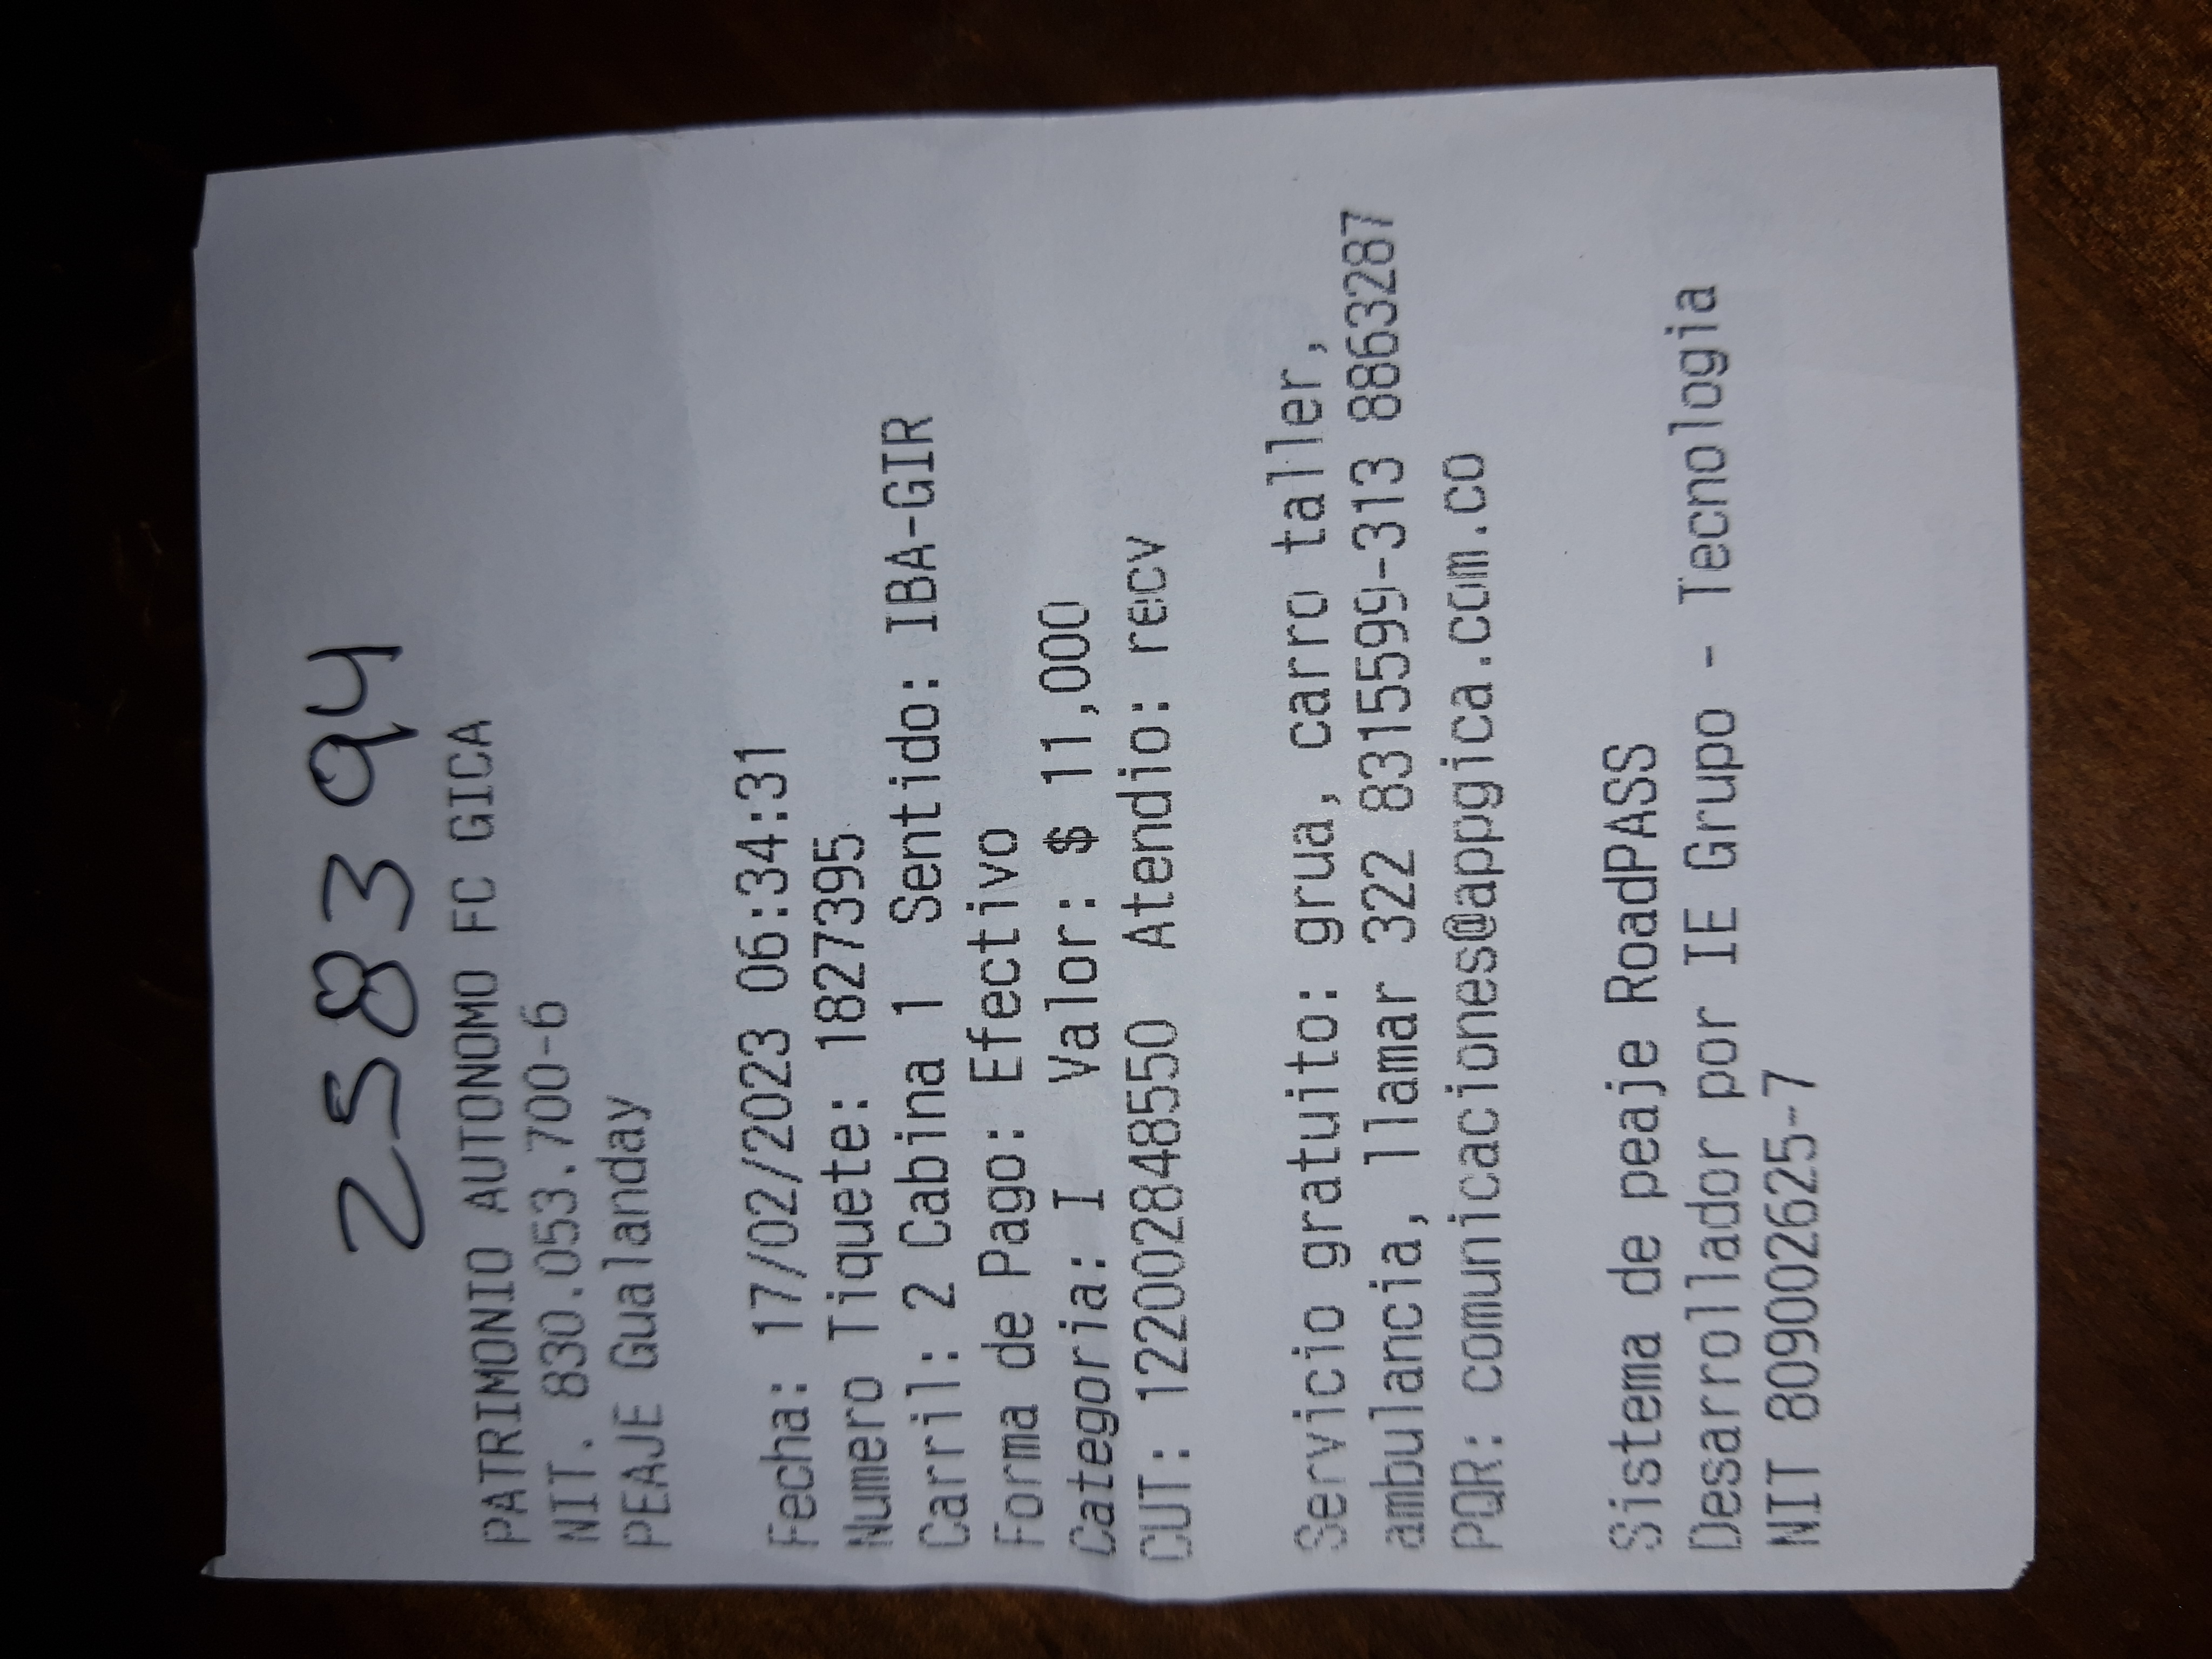 258394
PATRIMONIO AUTONOMO FC GICA
NIT. 830.053.700-6
PEAJE Gualanday
Fecha: 17/02/2023 06:34:31
Numero Tiquete: 1827395
Carril: 2 Cabina 1 Sentido: IBA-GIR
Forma de Pago: Efectivo
Categoria: I Valor: $ 11,000
CUT: 122002848550 Atendio: recv
Servicio gratuito: grua, carro taller,
ambulancia, llamar 322 8315599-313 8863287
PQR: comunicaciones@appgica.com.co
Sistema de peaje RoadPASS
Desarrollador por IE Grupo - Tecnologia
NIT 809002625-7